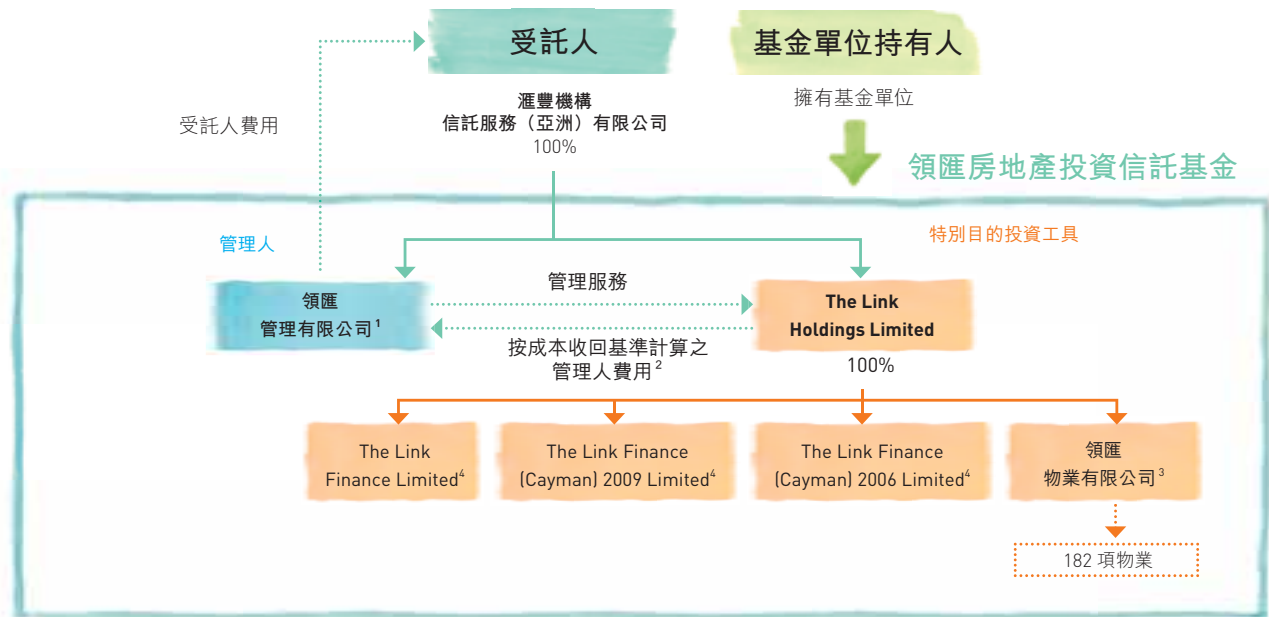 受託人
基金單位持有人
滙豐機構
信託服務（亞洲）有限公司
100%
擁有基金單位
受託人費用
領匯房地產投資信託基金
管理人
特別目的投資工具
領匯
管理有限公司¹
管理服務
The Link
Holdings Limited
按成本收回基準計算之
管理人費用²
100%
The Link
Finance Limited⁴
The Link Finance
(Cayman) 2009 Limited⁴
The Link Finance
(Cayman) 2006 Limited⁴
領匯
物業有限公司³
182 項物業